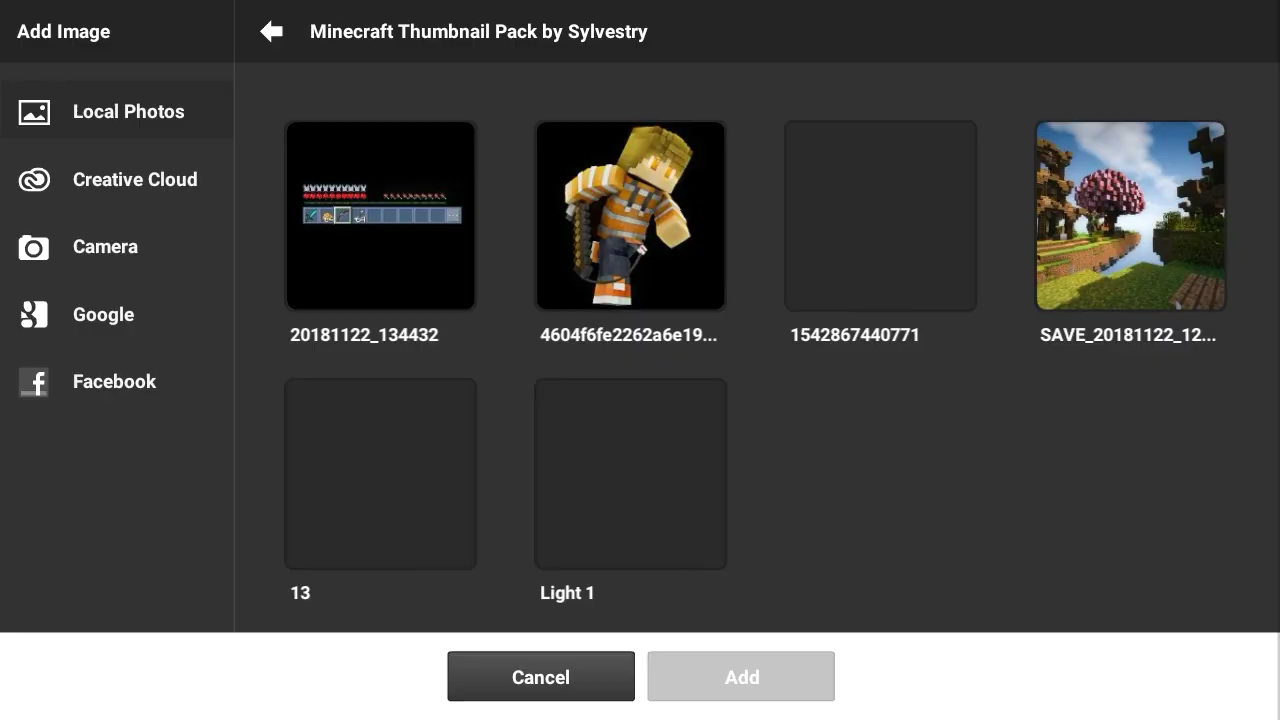 Add Image
Minecraft Thumbnail Pack by Sylvestry
Local Photos
Creative Cloud
Camera
Google
Facebook
20181122_134432
4604f6fe2262a6e19...
1542867440771
SAVE_20181122_12...
13
Light 1
Cancel
Add